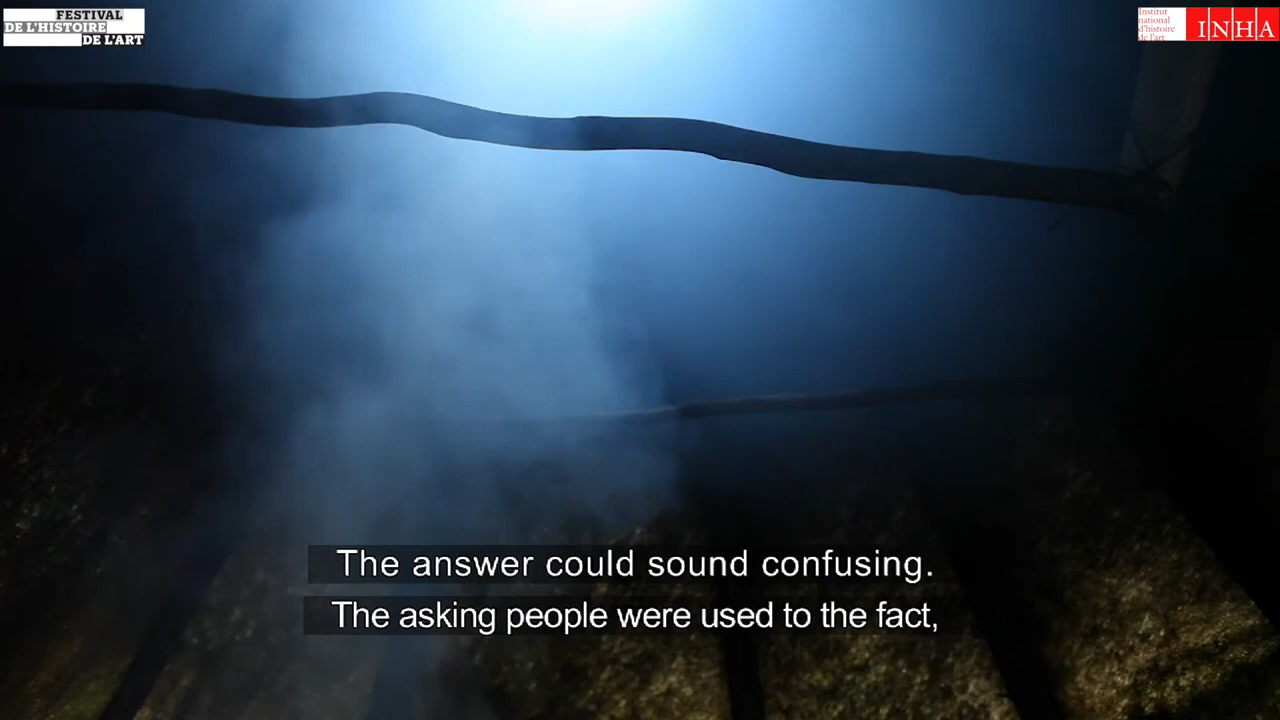 FESTIVAL
DE L'HISTOIRE
DE L'ART
Institut
national
d'histoire
de l'art
INHA
The answer could sound confusing.
The asking people were used to the fact,